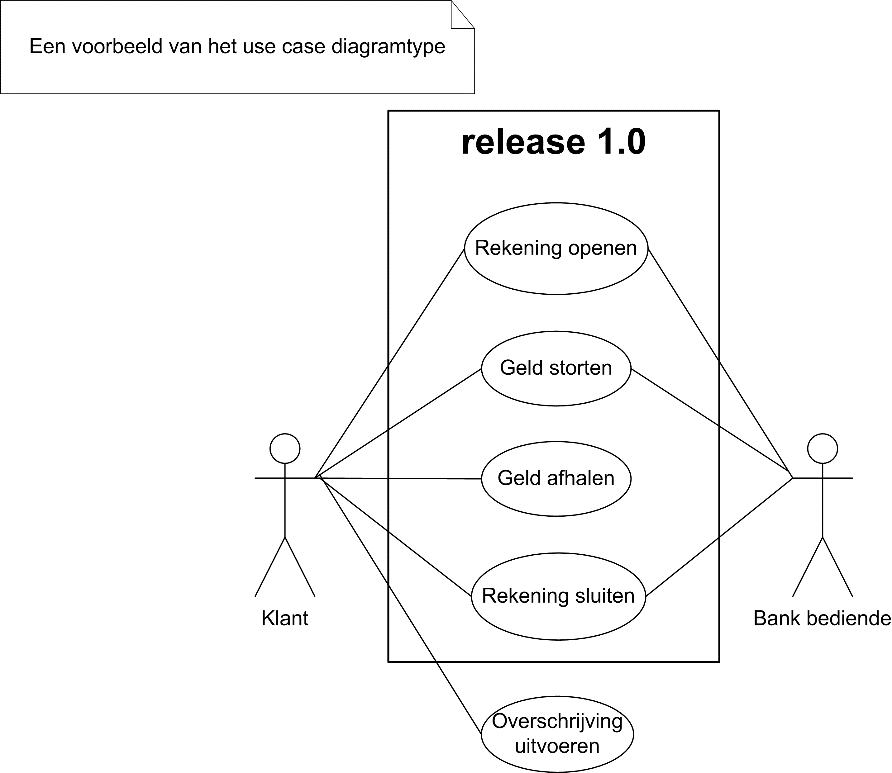 Een voorbeeld van het use case diagramtype
release 1.0
Rekening openen
Geld storten
Geld afhalen
Rekening sluiten
Klant
Bank bediende
Overschrijving
uitvoeren